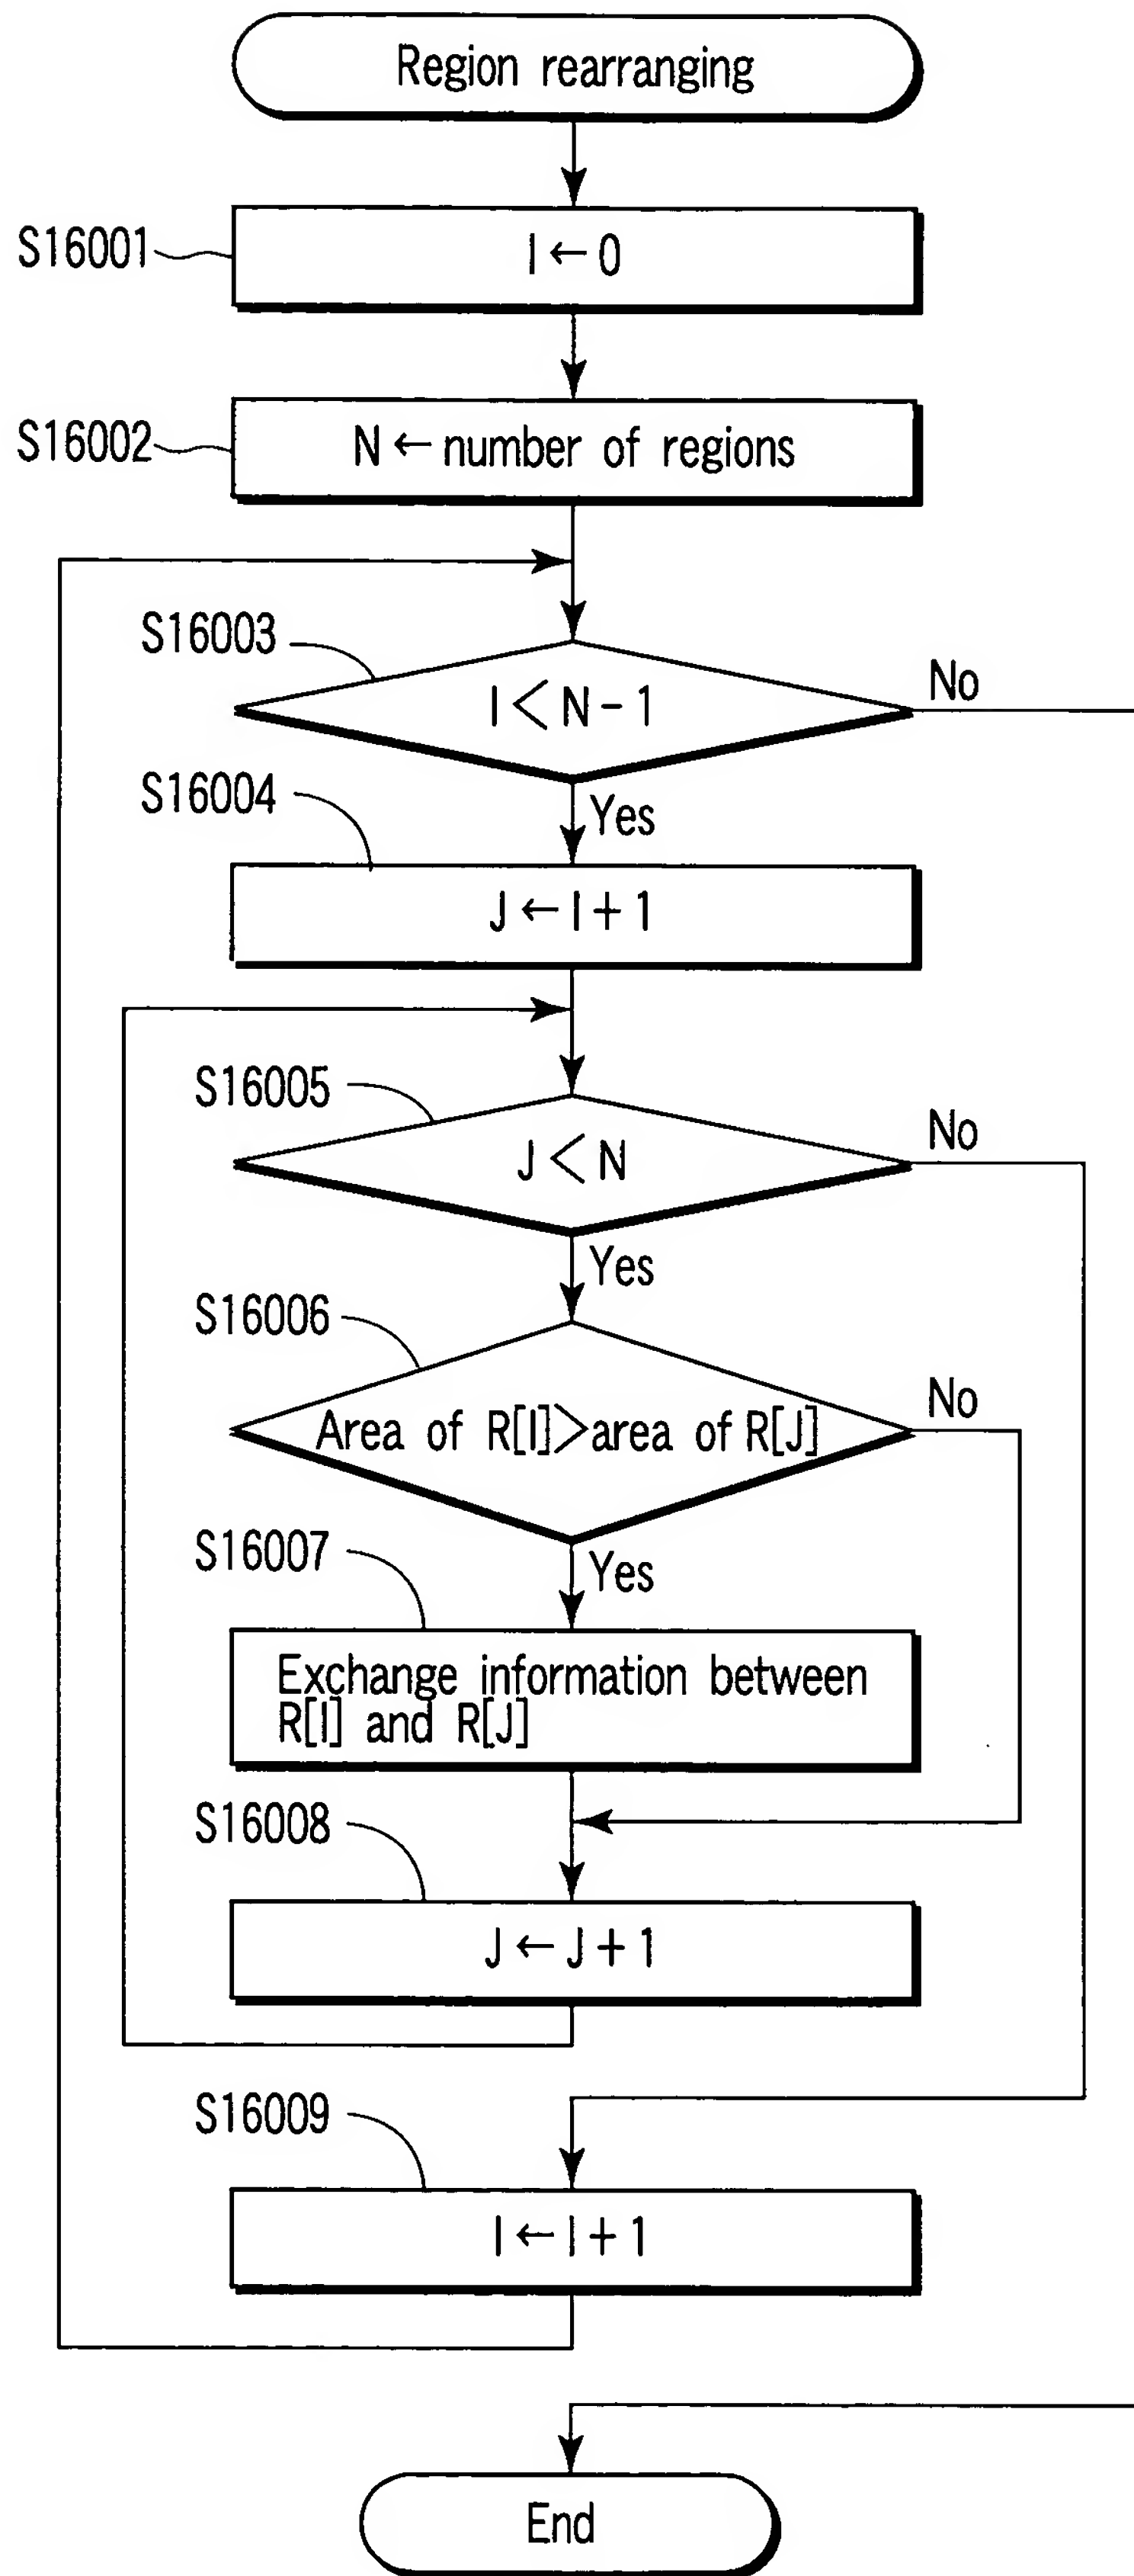 Region rearranging
S16001
I←0
S16002
N←number of regions
S16003
I<N-1
No
S16004
Yes
J←I+1
S16005
J<N
No
Yes
S16006
Area of R[I]>area of R[J]
No
S16007
Yes
Exchange information between
R[I] and R[J]
S16008
J←J+1
S16009
I←I+1
End